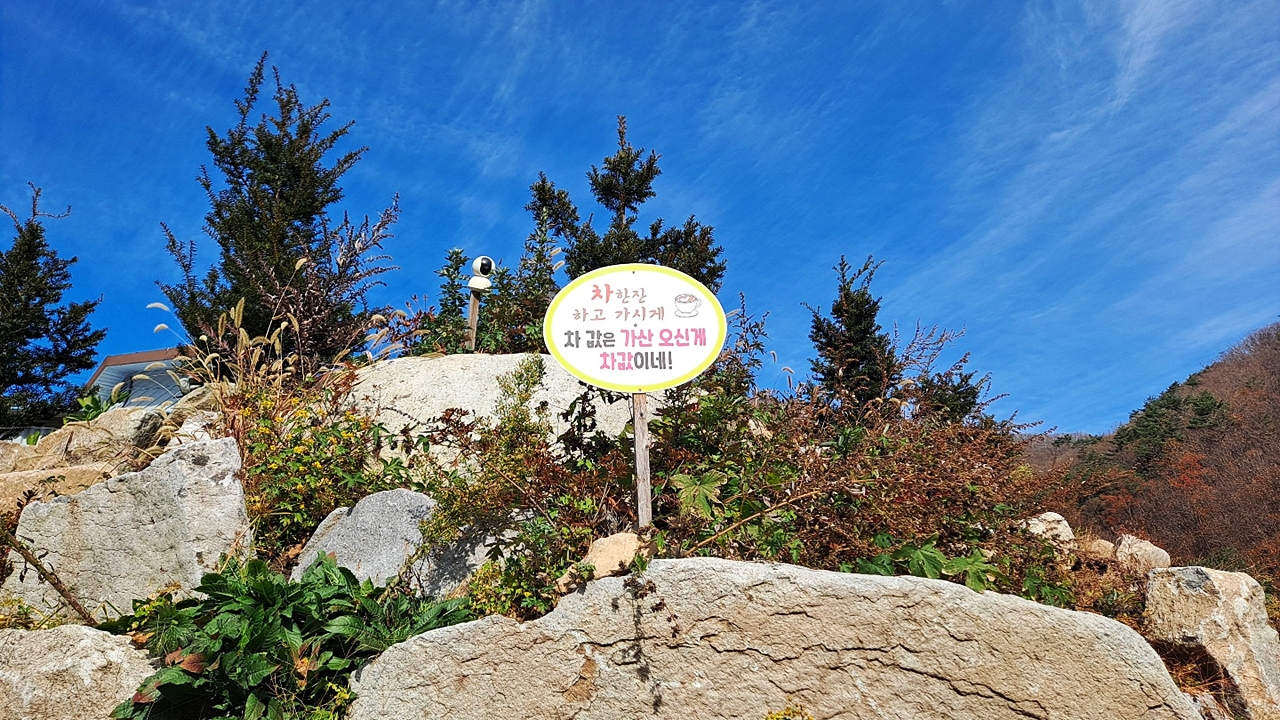 차한잔
하고 가시게
차 값은 가산 오신게
차값이네!